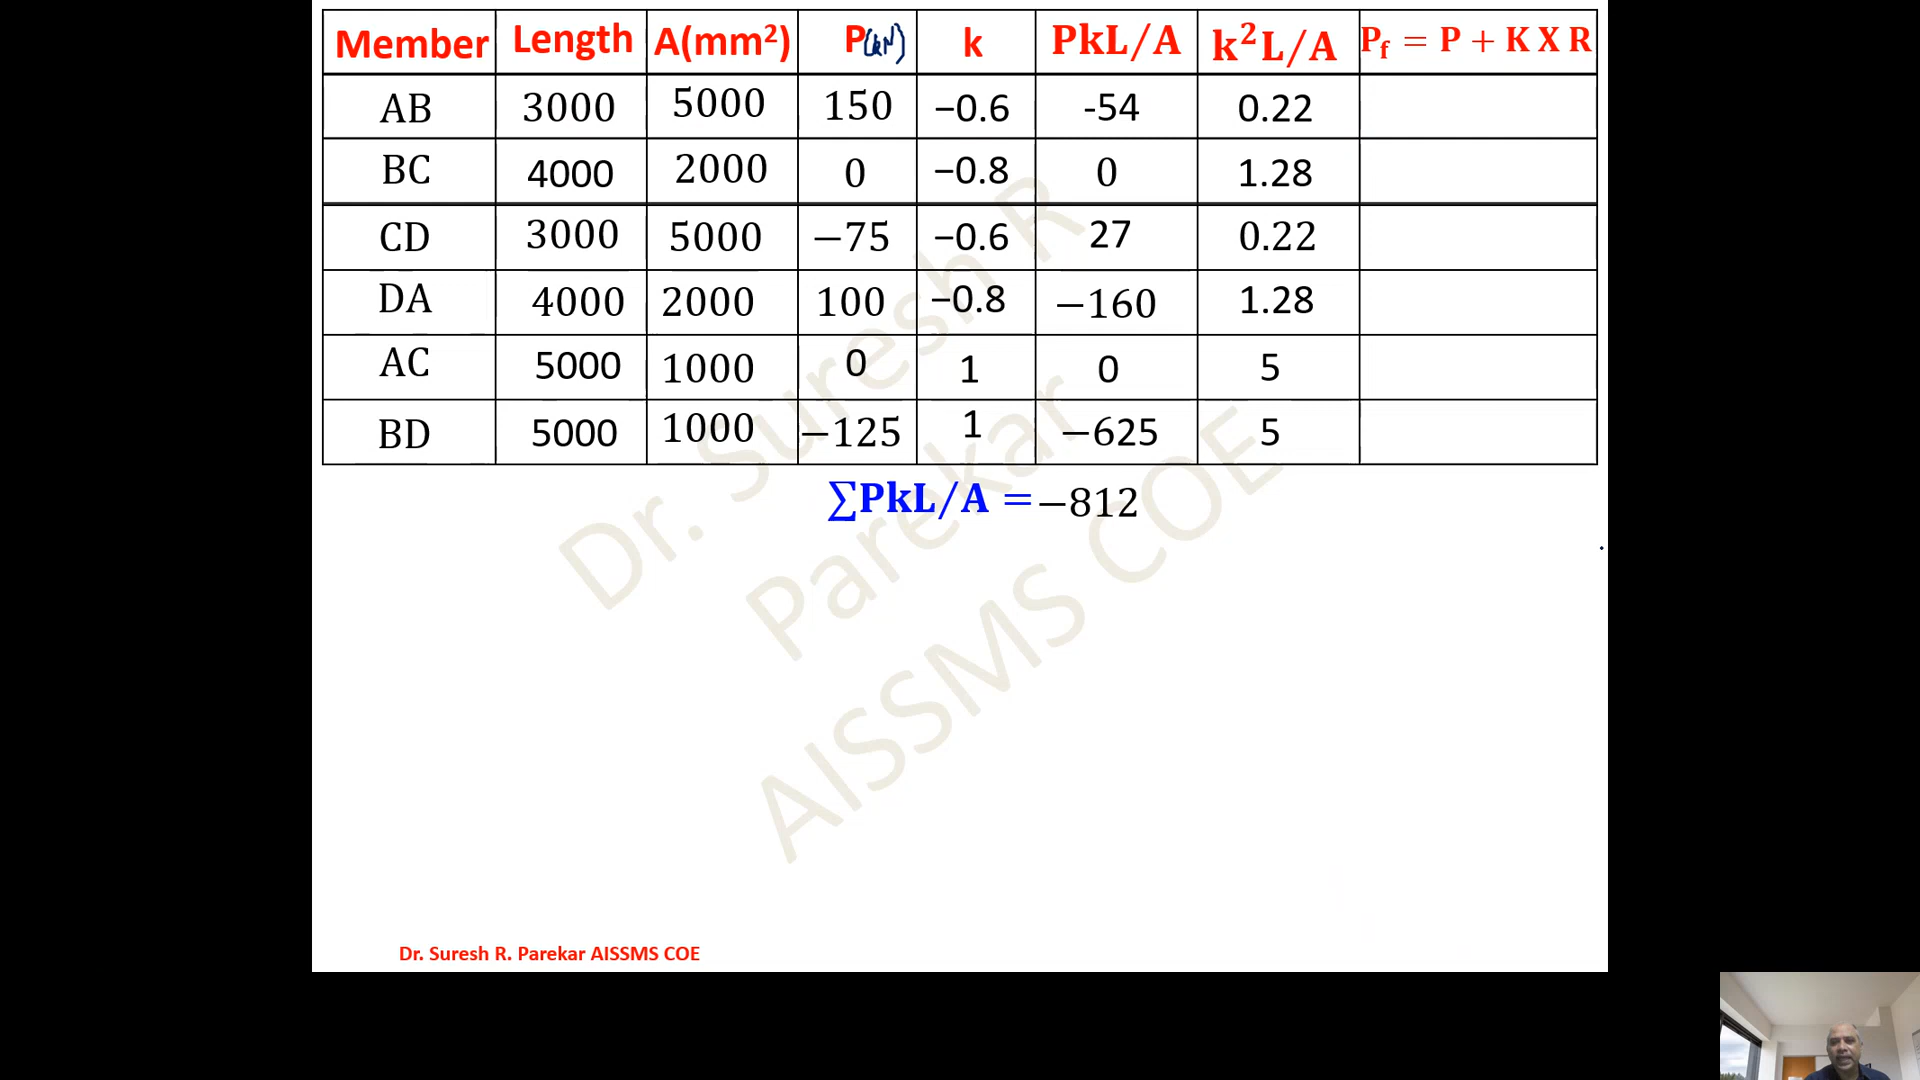 Member Length A(mm²) P(kN) k PkL/A k²L/A P_f = P + K X R
AB 3000 5000 150 −0.6 -54 0.22
BC 4000 2000 0 −0.8 0 1.28
CD 3000 5000 −75 −0.6 27 0.22
DA 4000 2000 100 −0.8 −160 1.28
AC 5000 1000 0 1 0 5
BD 5000 1000 −125 1 −625 5
∑PkL/A = −812
Dr. Suresh R
Parekar
AISSMS COE
Dr. Suresh R. Parekar AISSMS COE